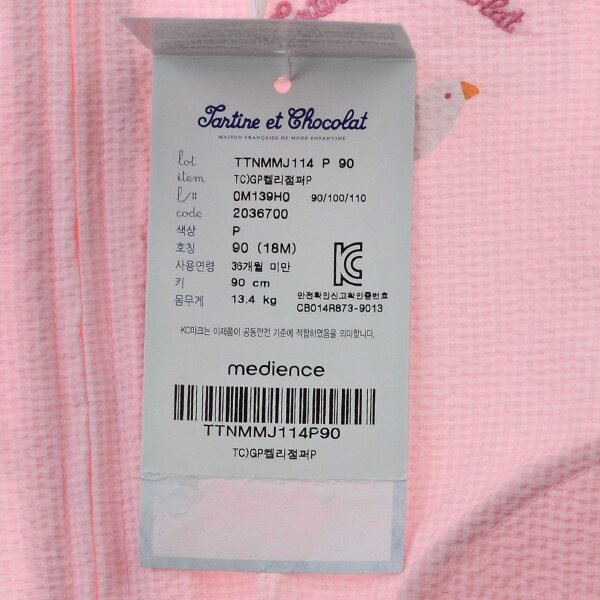 Chocolat
Tartine et Chocolat
MAISON FRANÇAISE DE MODE ENFANTINE
lot TTNMMJ114 P 90
item TC)GP켈리점퍼P
l/# 0M139H0 90/100/110
code 2036700
색상 P
호칭 90 (18M)
사용연령 36개월 미만
키 90 cm
몸무게 13.4 kg
안전확인신고확인증번호
CB014R873-9013
KC마크는 이제품이 공통안전 기준에 적합하였음을 의미합니다.
medience
TTNMMJ114P90
TC)GP켈리점퍼P